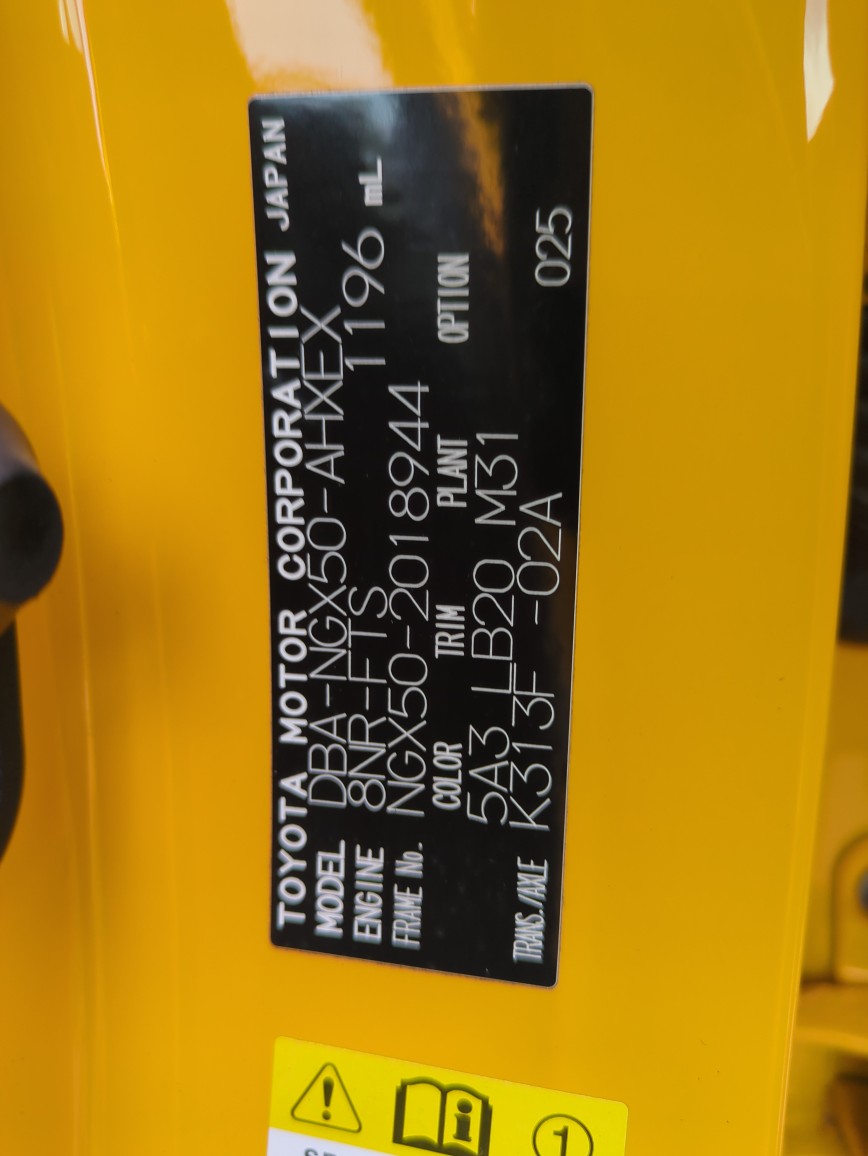 TOYOTA MOTOR CORPORATION JAPAN
MODEL DBA-NGX50-AHXEX
ENGINE 8NR-FTS 1196 mL
FRAME No. NGX50-2018944
COLOR TRIM PLANT OPTION
5A3 LB20 M31
TRANS./AXLE K313F -02A 025
1